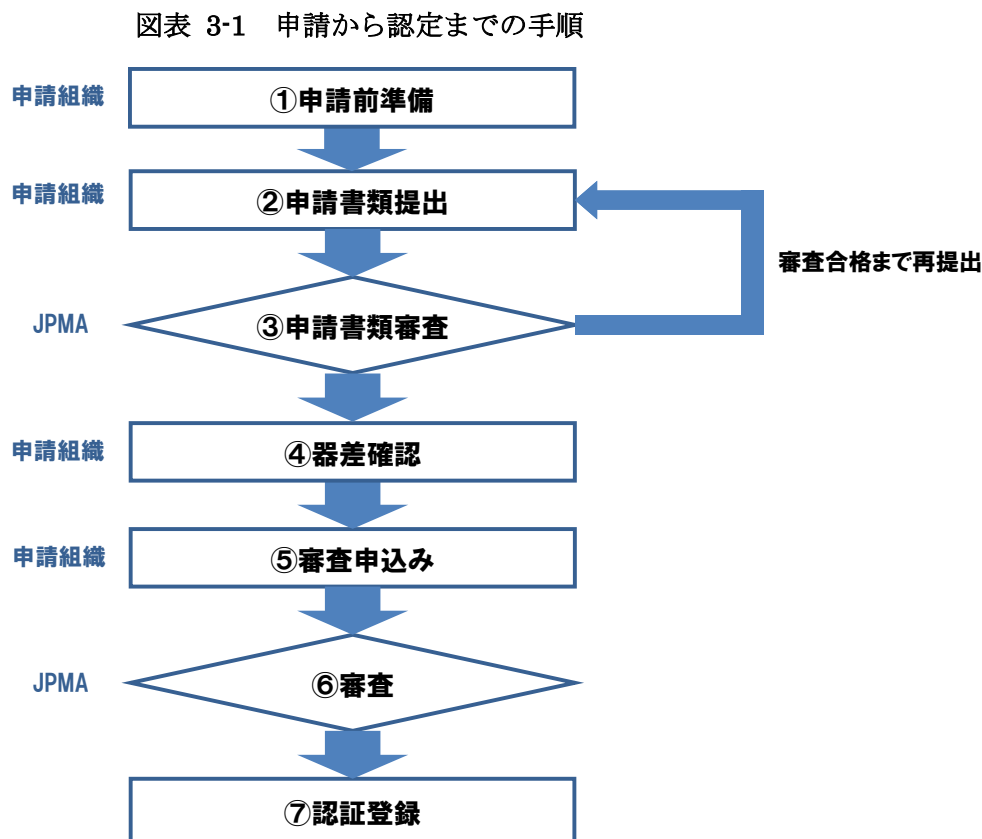 図表 3-1 申請から認定までの手順
申請組織
①申請前準備
申請組織
②申請書類提出
審査合格まで再提出
JPMA
③申請書類審査
申請組織
④器差確認
申請組織
⑤審査申込み
JPMA
⑥審査
⑦認証登録